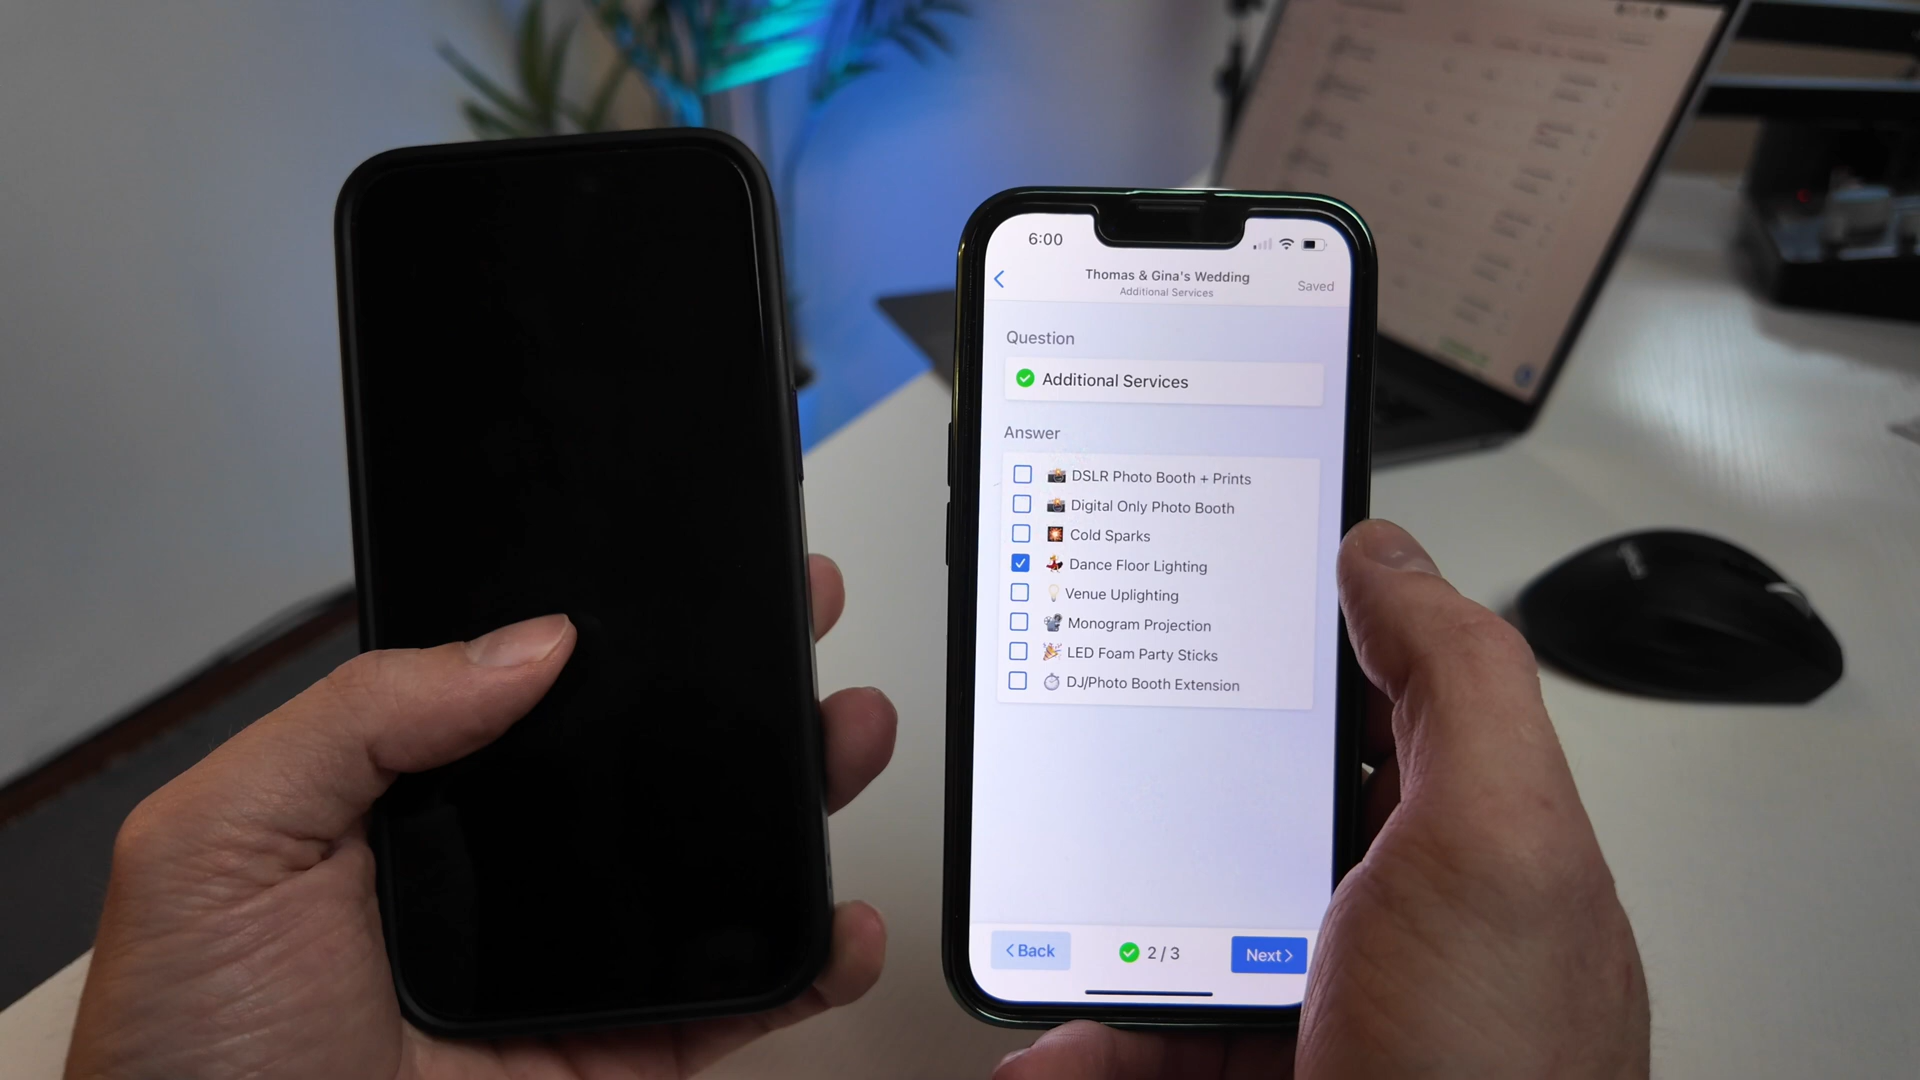 6:00
Thomas & Gina's Wedding
Additional Services
Saved
Question
Additional Services
Answer
DSLR Photo Booth + Prints
Digital Only Photo Booth
Cold Sparks
Dance Floor Lighting
Venue Uplighting
Monogram Projection
LED Foam Party Sticks
DJ/Photo Booth Extension
Back
2 / 3
Next